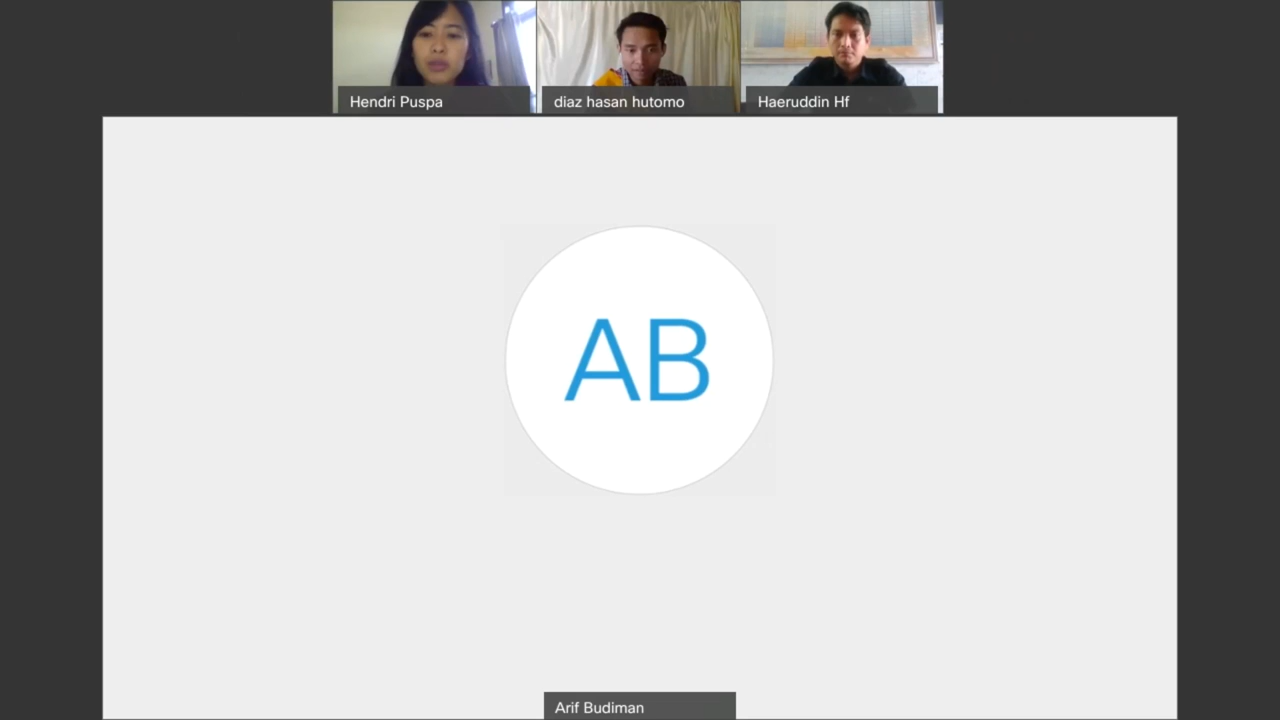 Hendri Puspa
diaz hasan hutomo
Haeruddin Hf
AB
Arif Budiman